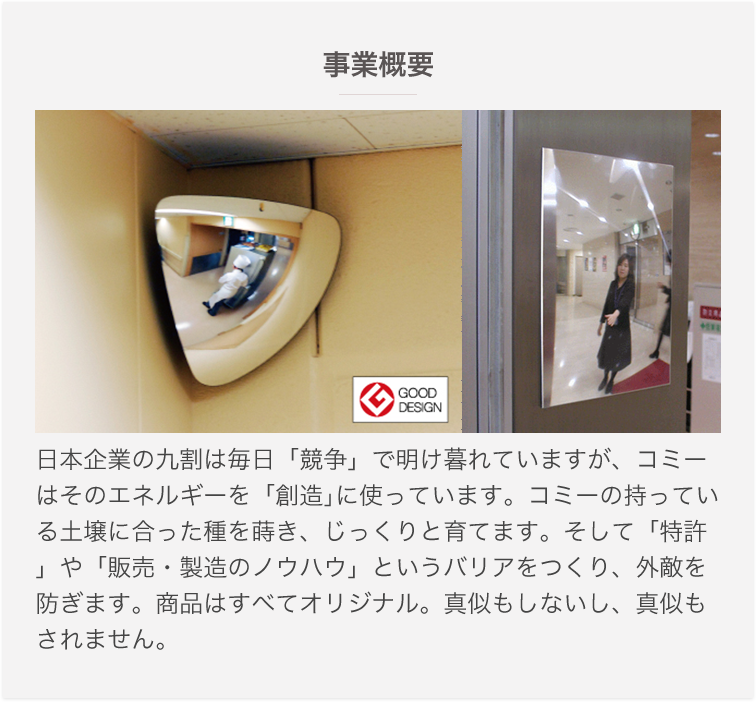 事業概要
GOOD
DESIGN
日本企業の九割は毎日「競争」で明け暮れていますが、コミー
はそのエネルギーを「創造」に使っています。コミーの持ってい
る土壌に合った種を蒔き、じっくりと育てます。そして「特許
」や「販売・製造のノウハウ」というバリアをつくり、外敵を
防ぎます。商品はすべてオリジナル。真似もしないし、真似も
されません。